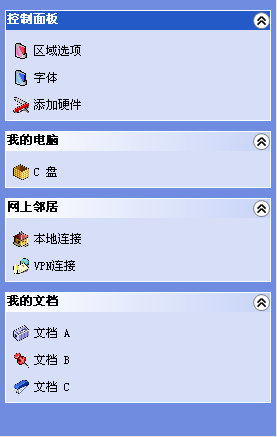 控制面板
区域选项
字体
添加硬件
我的电脑
C 盘
网上邻居
本地连接
VPN连接
我的文档
文档 A
文档 B
文档 C